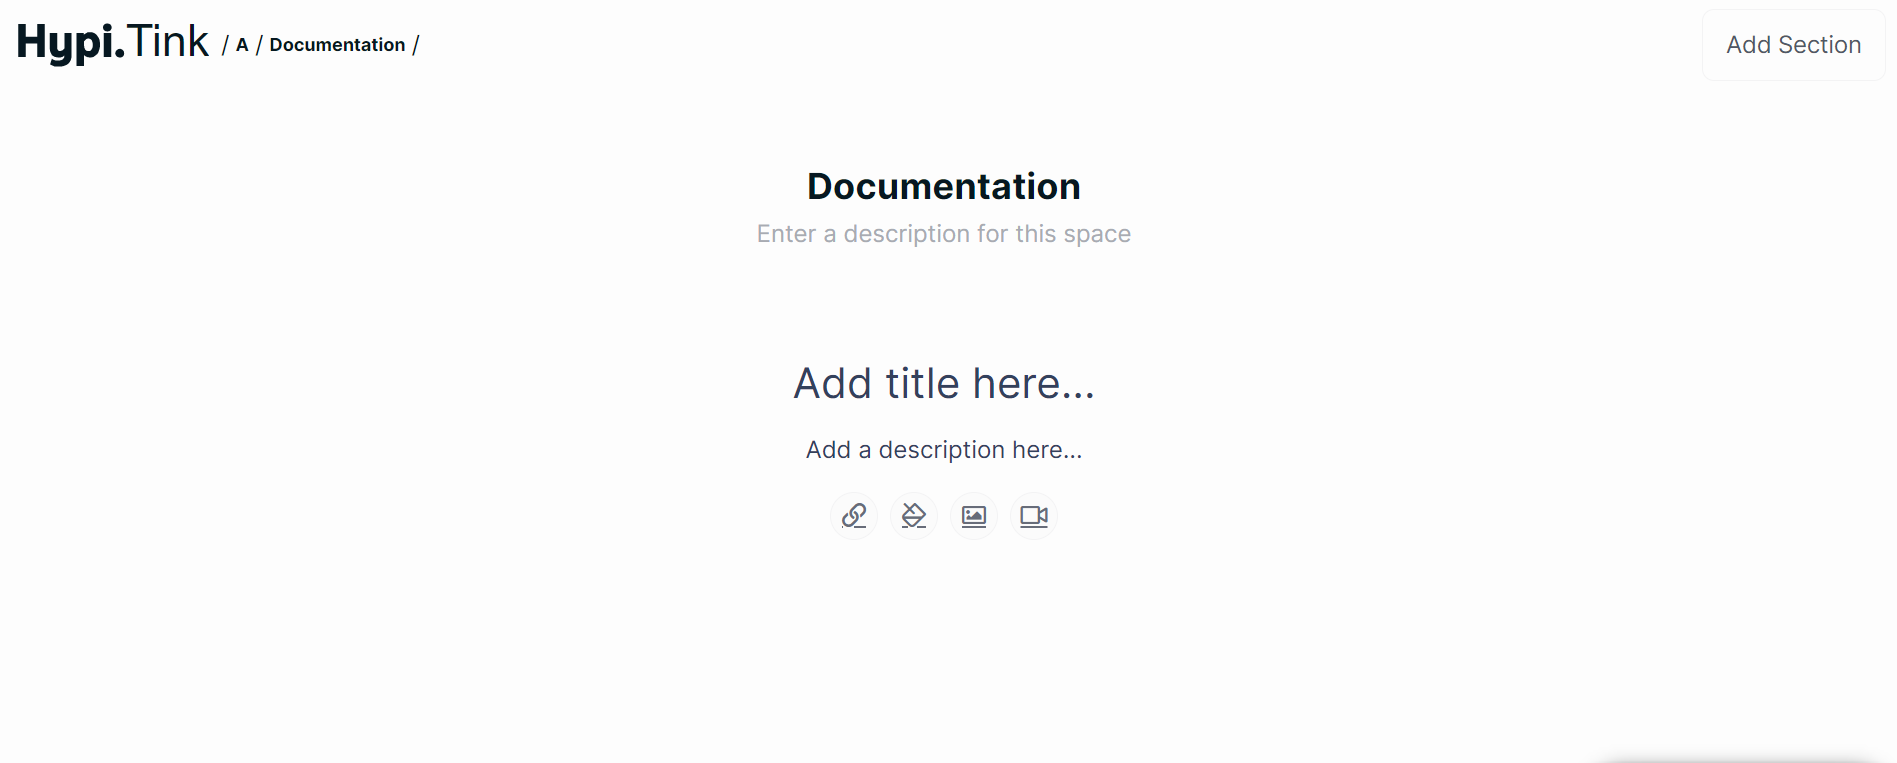 Hypi.Tink / A / Documentation /
Add Section
Documentation
Enter a description for this space
Add title here...
Add a description here...